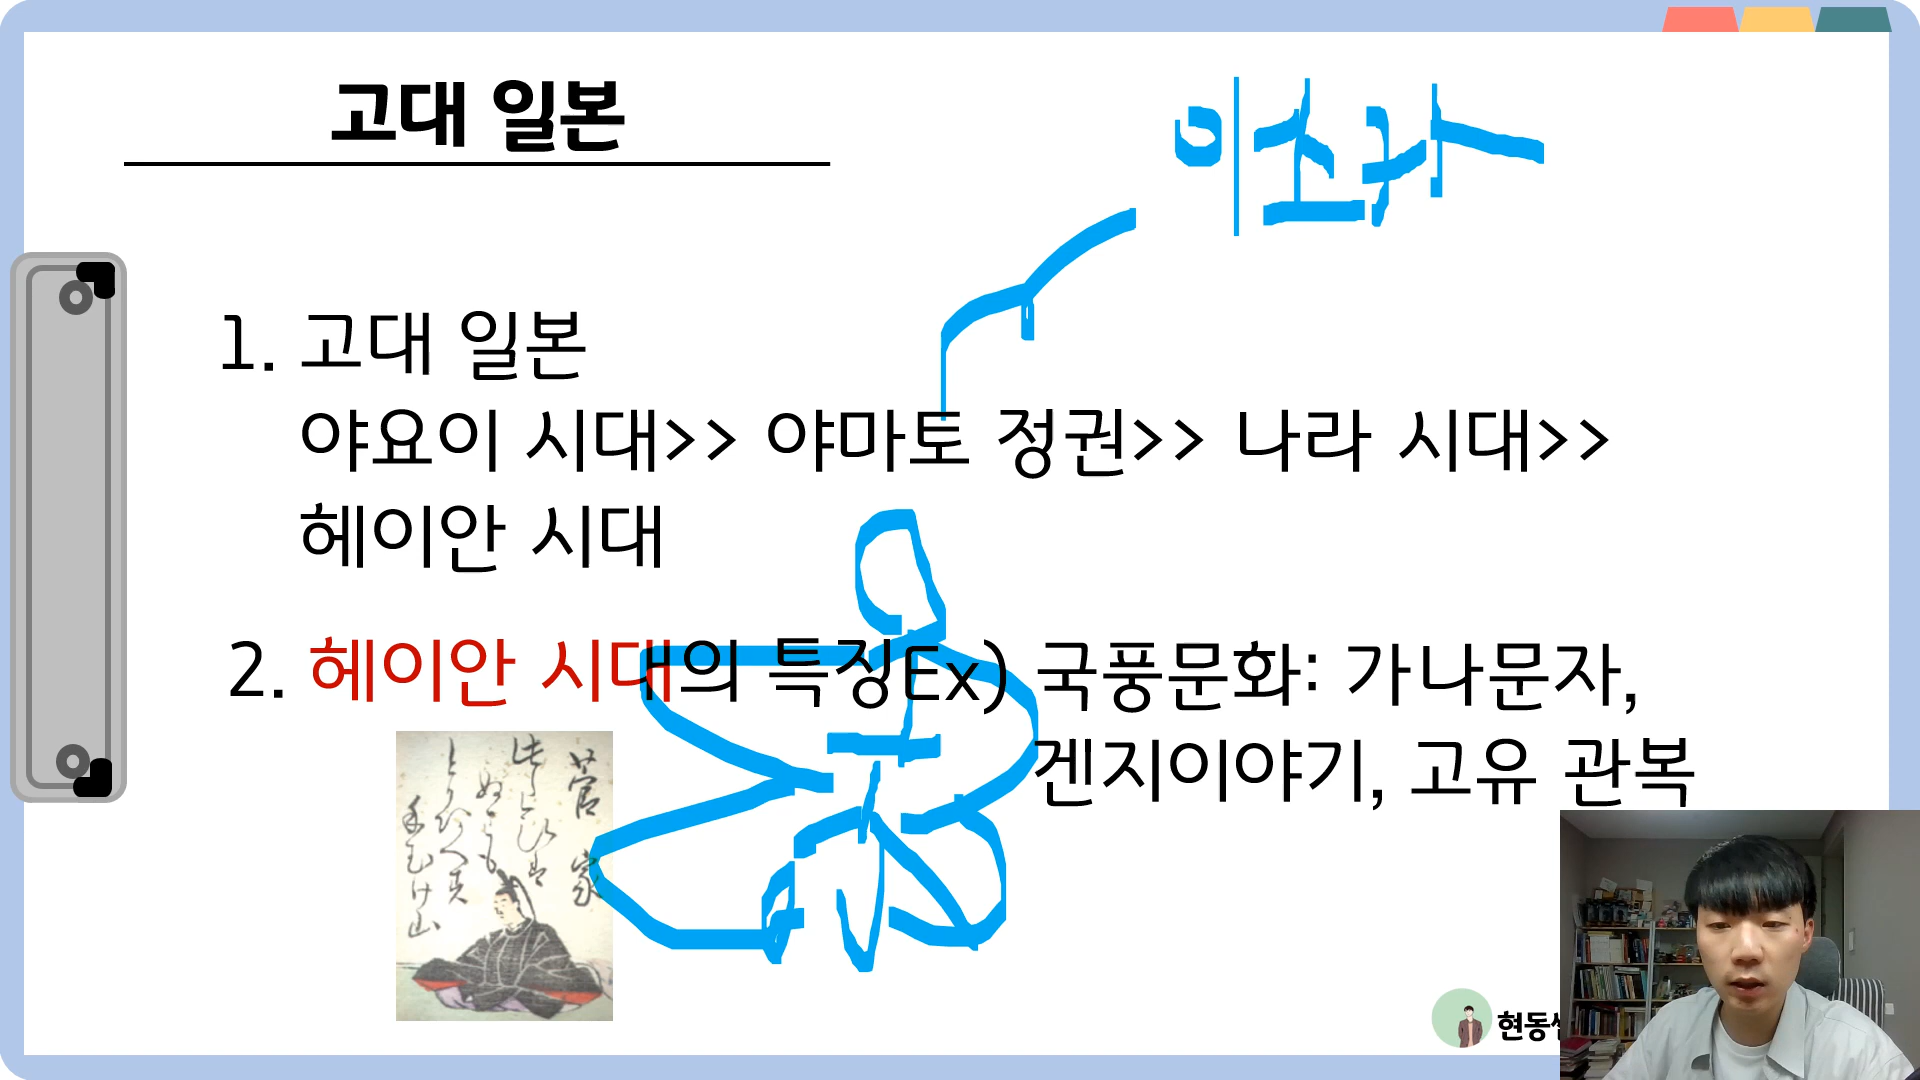 고대 일본
1. 고대 일본
야요이 시대>> 야마토 정권>> 나라 시대>>
헤이안 시대
2. 헤이안 시대의 특징Ex) 국풍문화: 가나문자,
겐지이야기, 고유 관복
菅家
현동